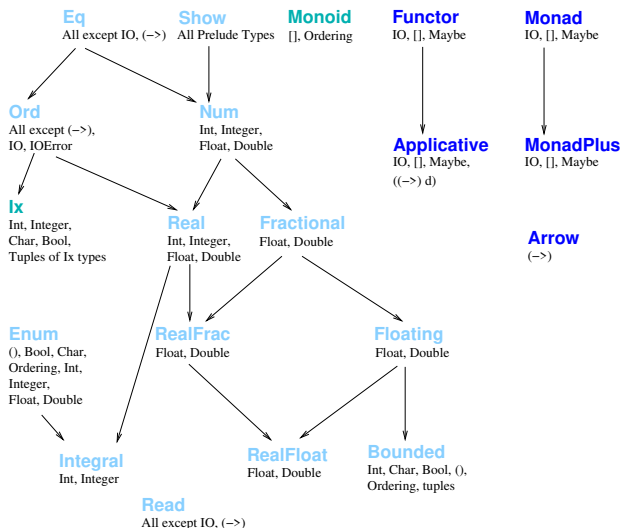 Eq
All except IO, (−>)
Show
All Prelude Types
Monoid
[], Ordering
Functor
IO, [], Maybe
Monad
IO, [], Maybe
Ord
All except (−>),
IO, IOError
Num
Int, Integer,
Float, Double
Applicative
IO, [], Maybe,
((−>) d)
MonadPlus
IO, [], Maybe
Ix
Int, Integer,
Char, Bool,
Tuples of Ix types
Real
Int, Integer,
Float, Double
Fractional
Float, Double
Arrow
(−>)
Enum
(), Bool, Char,
Ordering, Int,
Integer,
Float, Double
RealFrac
Float, Double
Floating
Float, Double
Integral
Int, Integer
RealFloat
Float, Double
Bounded
Int, Char, Bool, (),
Ordering, tuples
Read
All except IO, (−>)